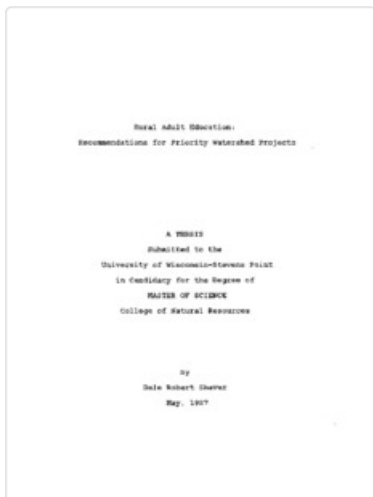 Rural Adult Education:
Recommendations for Priority Watershed Projects
A THESIS
Submitted to the
University of Wisconsin-Stevens Point
in Candidacy for the Degree of
MASTER OF SCIENCE
College of Natural Resources
By
Dale Robert Shaver
May, 1987